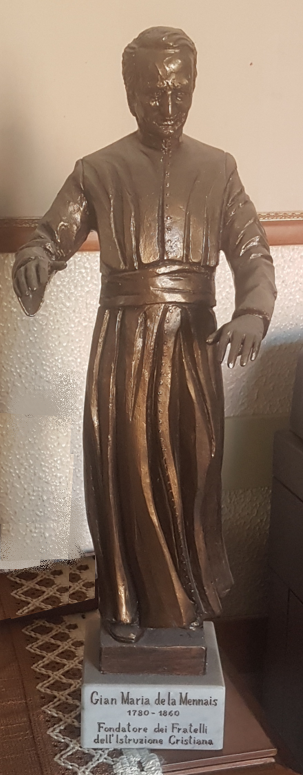 Gian Maria de la Mennais
1780 - 1860
Fondatore dei Fratelli
dell'Istruzione Cristiana